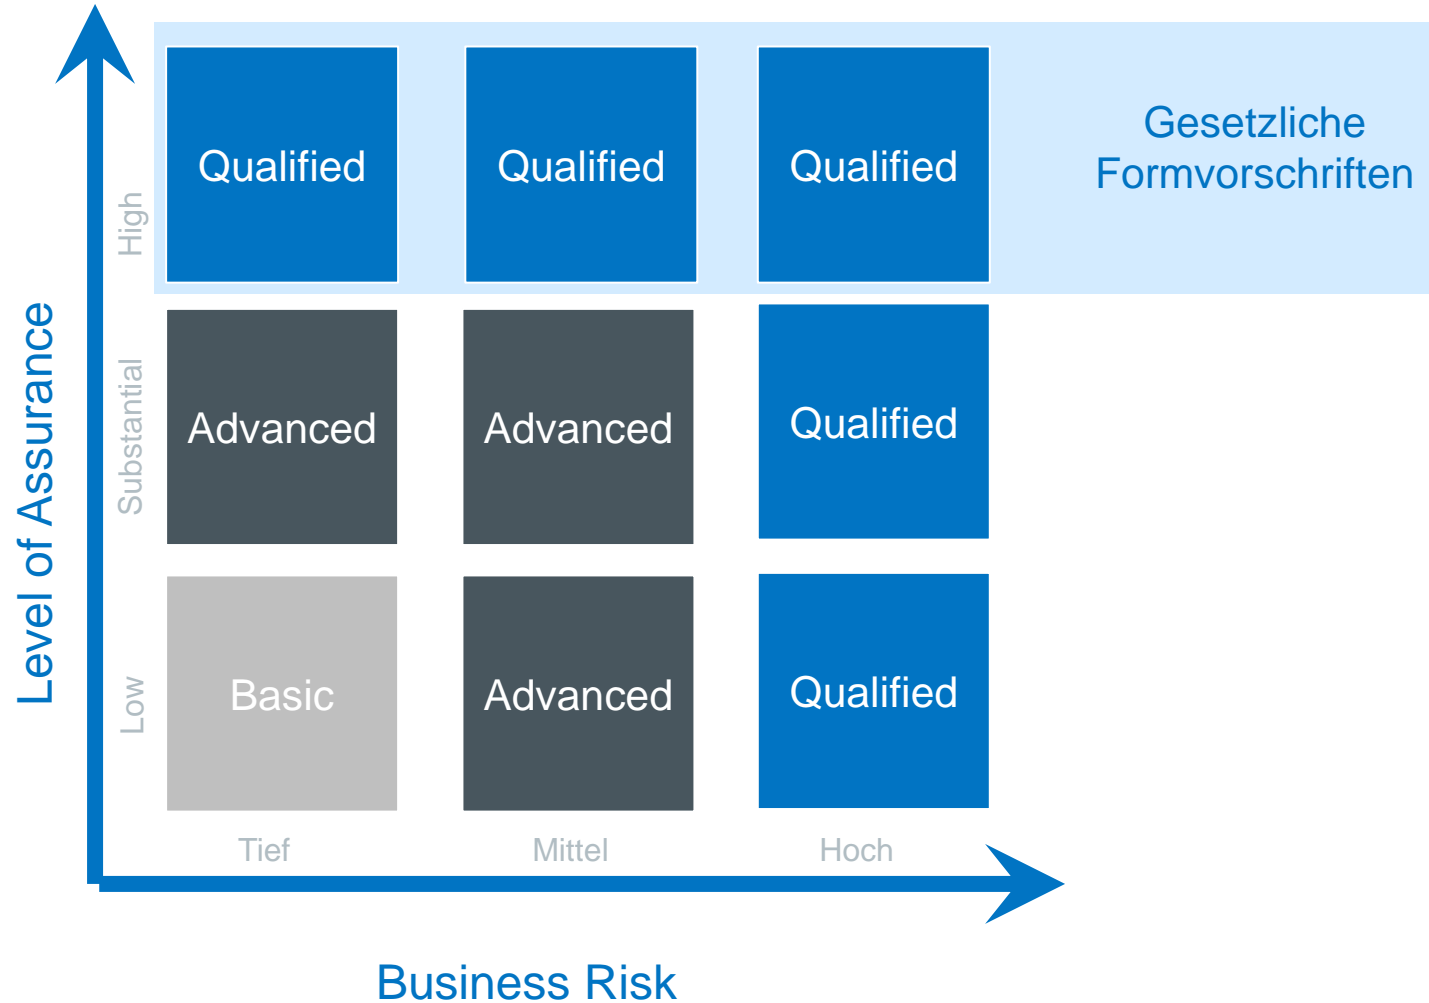 Level of Assurance
High
Qualified
Qualified
Qualified
Gesetzliche
Formvorschriften
Substantial
Advanced
Advanced
Qualified
Low
Basic
Advanced
Qualified
Tief
Mittel
Hoch
Business Risk